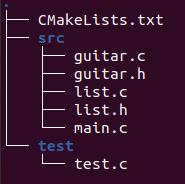 .
├── CMakeLists.txt
├── src
│   ├── guitar.c
│   ├── guitar.h
│   ├── list.c
│   ├── list.h
│   └── main.c
└── test
    └── test.c